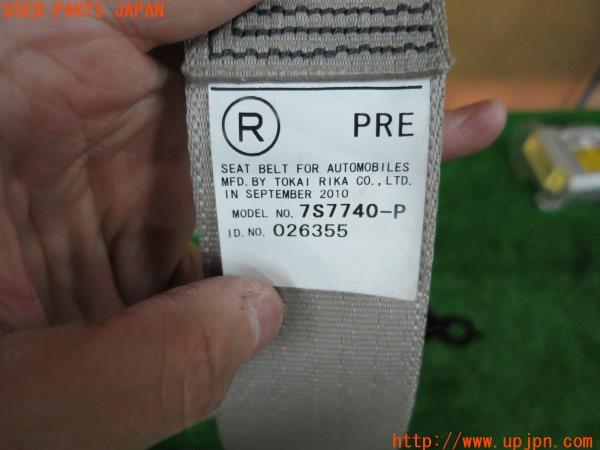 USED PARTS JAPAN
R PRE
SEAT BELT FOR AUTOMOBILES
MFD. BY TOKAI RIKA CO., LTD.
IN SEPTEMBER 2010
MODEL NO. 7S7740-P
ID. NO. 026355
http://www.upjpn.com/